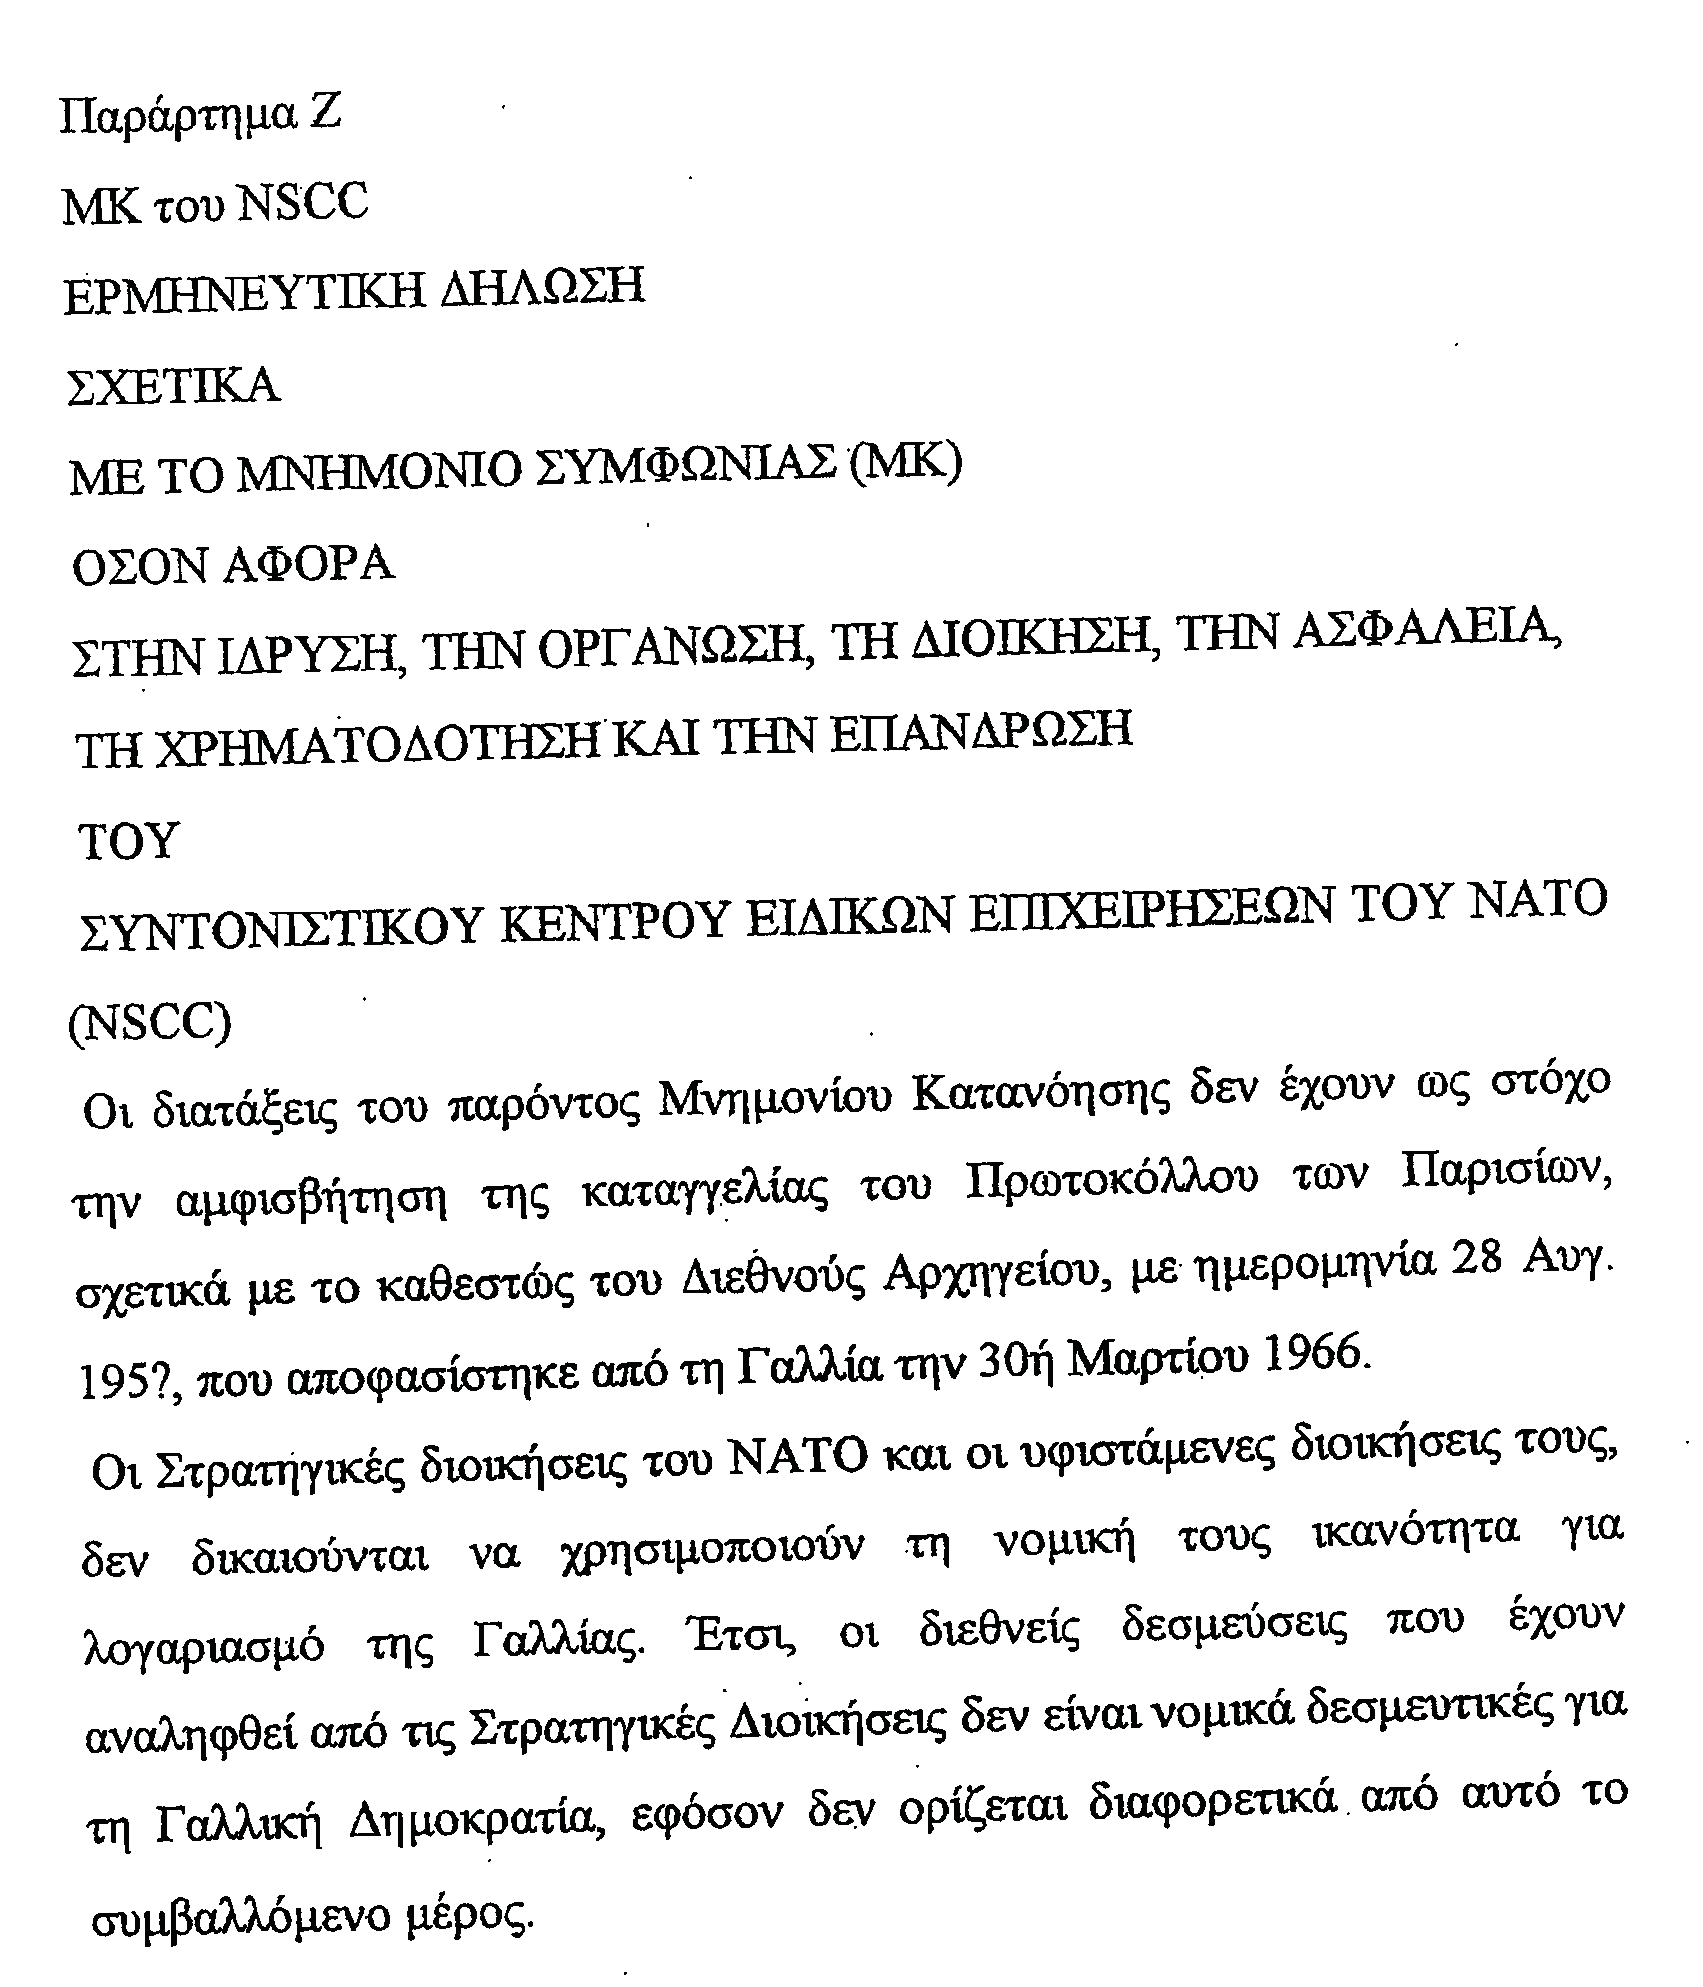 Παράρτημα Ζ
ΜΚ του NSCC
ΕΡΜΗΝΕΥΤΙΚΗ ΔΗΛΩΣΗ
ΣΧΕΤΙΚΑ
ΜΕ ΤΟ ΜΝΗΜΟΝΙΟ ΣΥΜΦΩΝΙΑΣ (ΜΚ)
ΟΣΟΝ ΑΦΟΡΑ
ΣΤΗΝ ΙΔΡΥΣΗ, ΤΗΝ ΟΡΓΑΝΩΣΗ, ΤΗ ΔΙΟΙΚΗΣΗ, ΤΗΝ ΑΣΦΑΛΕΙΑ,
ΤΗ ΧΡΗΜΑΤΟΔΟΤΗΣΗ ΚΑΙ ΤΗΝ ΕΠΑΝΔΡΩΣΗ
ΤΟΥ
ΣΥΝΤΟΝΙΣΤΙΚΟΥ ΚΕΝΤΡΟΥ ΕΙΔΙΚΩΝ ΕΠΙΧΕΙΡΗΣΕΩΝ ΤΟΥ ΝΑΤΟ
(NSCC)
Οι διατάξεις του παρόντος Μνημονίου Κατανόησης δεν έχουν ως στόχο
την αμφισβήτηση της καταγγελίας του Πρωτοκόλλου των Παρισίων,
σχετικά με το καθεστώς του Διεθνούς Αρχηγείου, με ημερομηνία 28 Αυγ.
195?, που αποφασίστηκε από τη Γαλλία την 30ή Μαρτίου 1966.
Οι Στρατηγικές διοικήσεις του ΝΑΤΟ και οι υφιστάμενες διοικήσεις τους,
δεν δικαιούνται να χρησιμοποιούν τη νομική τους ικανότητα για
λογαριασμό της Γαλλίας. Έτσι, οι διεθνείς δεσμεύσεις που έχουν
αναληφθεί από τις Στρατηγικές Διοικήσεις δεν είναι νομικά δεσμευτικές για
τη Γαλλική Δημοκρατία, εφόσον δεν ορίζεται διαφορετικά από αυτό το
συμβαλλόμενο μέρος.